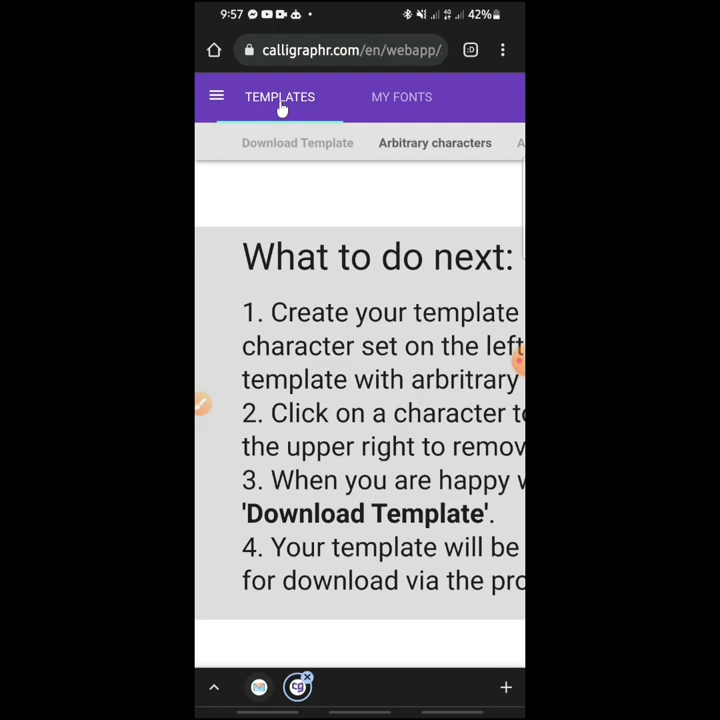 9:57 42%
calligraphr.com/en/webapp/ :D
TEMPLATES MY FONTS
Download Template Arbitrary characters A
What to do next:
1. Create your template
character set on the left
template with arbritrary
2. Click on a character to
the upper right to remov
3. When you are happy w
'Download Template'.
4. Your template will be
for download via the pro
cg